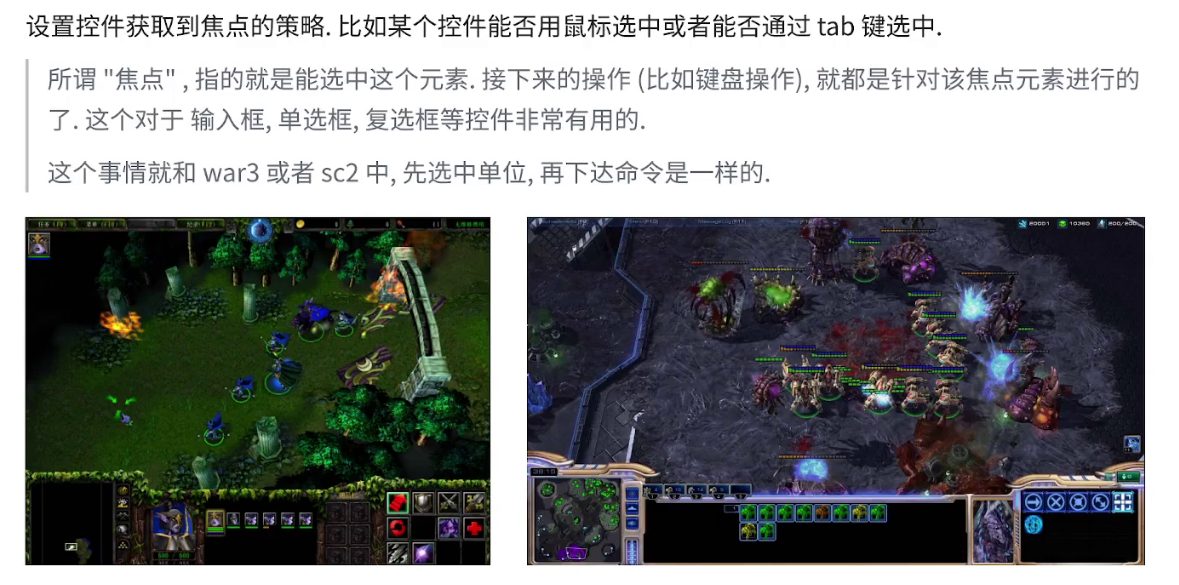 设置控件获取到焦点的策略. 比如某个控件能否用鼠标选中或者能否通过 tab 键选中.
所谓 "焦点" , 指的就是能选中这个元素. 接下来的操作 (比如键盘操作), 就都是针对该焦点元素进行的
了. 这个对于 输入框, 单选框, 复选框等控件非常有用的.
这个事情就和 war3 或者 sc2 中, 先选中单位, 再下达命令是一样的.
200/200